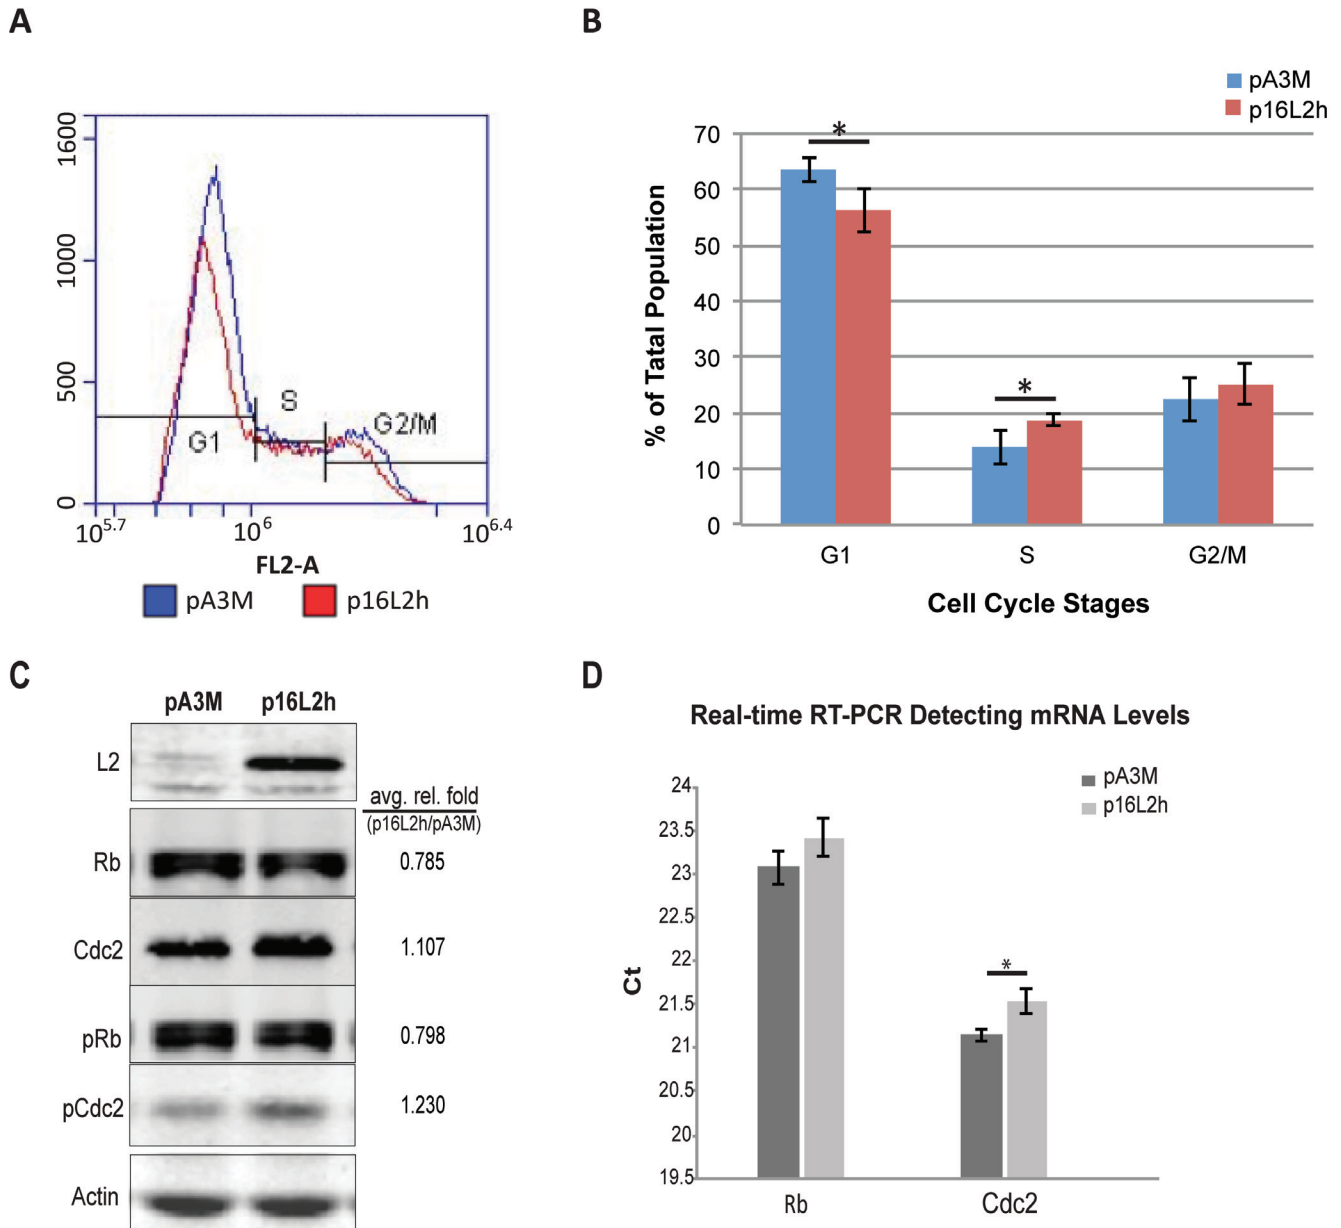 A
1600
1000
500
0
S
G1
G2/M
10^5.7
10^6
10^6.4
FL2-A
pA3M
p16L2h
B
pA3M
p16L2h
70
60
50
40
30
20
10
0
% of Tatal Population
*
*
G1
S
G2/M
Cell Cycle Stages
C
pA3M
p16L2h
L2
avg. rel. fold
(p16L2h/pA3M)
Rb
0.785
Cdc2
1.107
pRb
0.798
pCdc2
1.230
Actin
D
Real-time RT-PCR Detecting mRNA Levels
pA3M
p16L2h
24
23.5
23
22.5
22
21.5
21
20.5
20
19.5
Ct
*
Rb
Cdc2